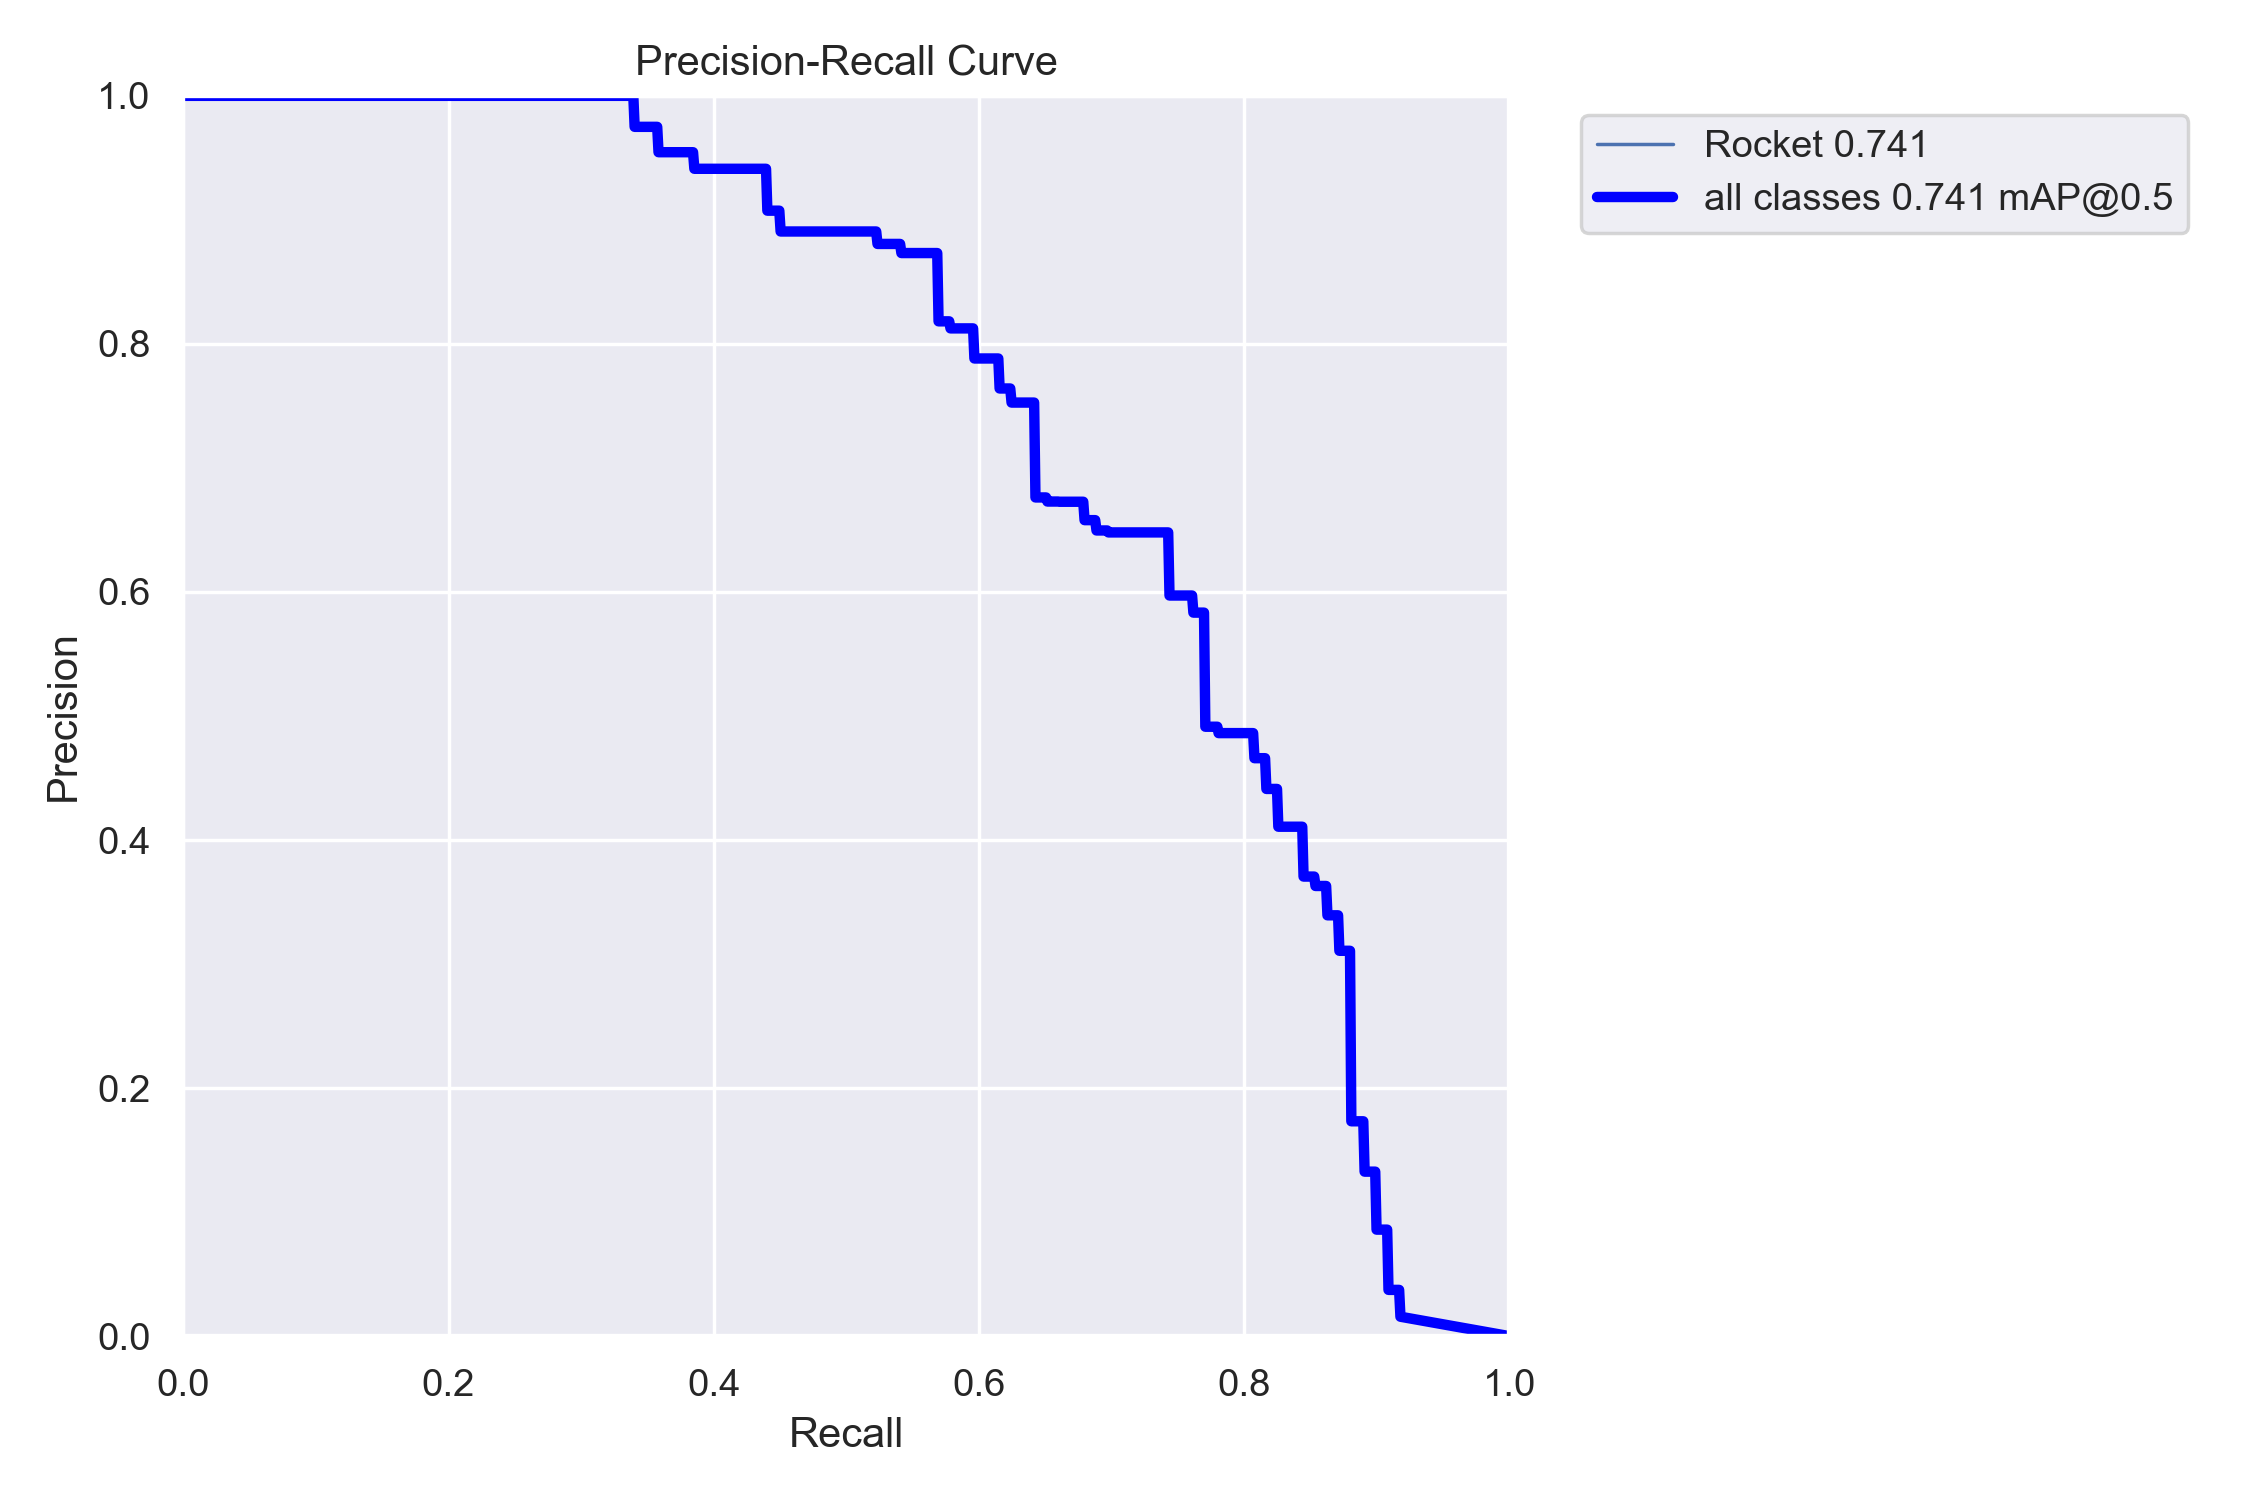 Precision-Recall Curve
1.0
0.8
0.6
0.4
0.2
0.0
Precision
0.0 0.2 0.4 0.6 0.8 1.0
Recall
Rocket 0.741
all classes 0.741 mAP@0.5